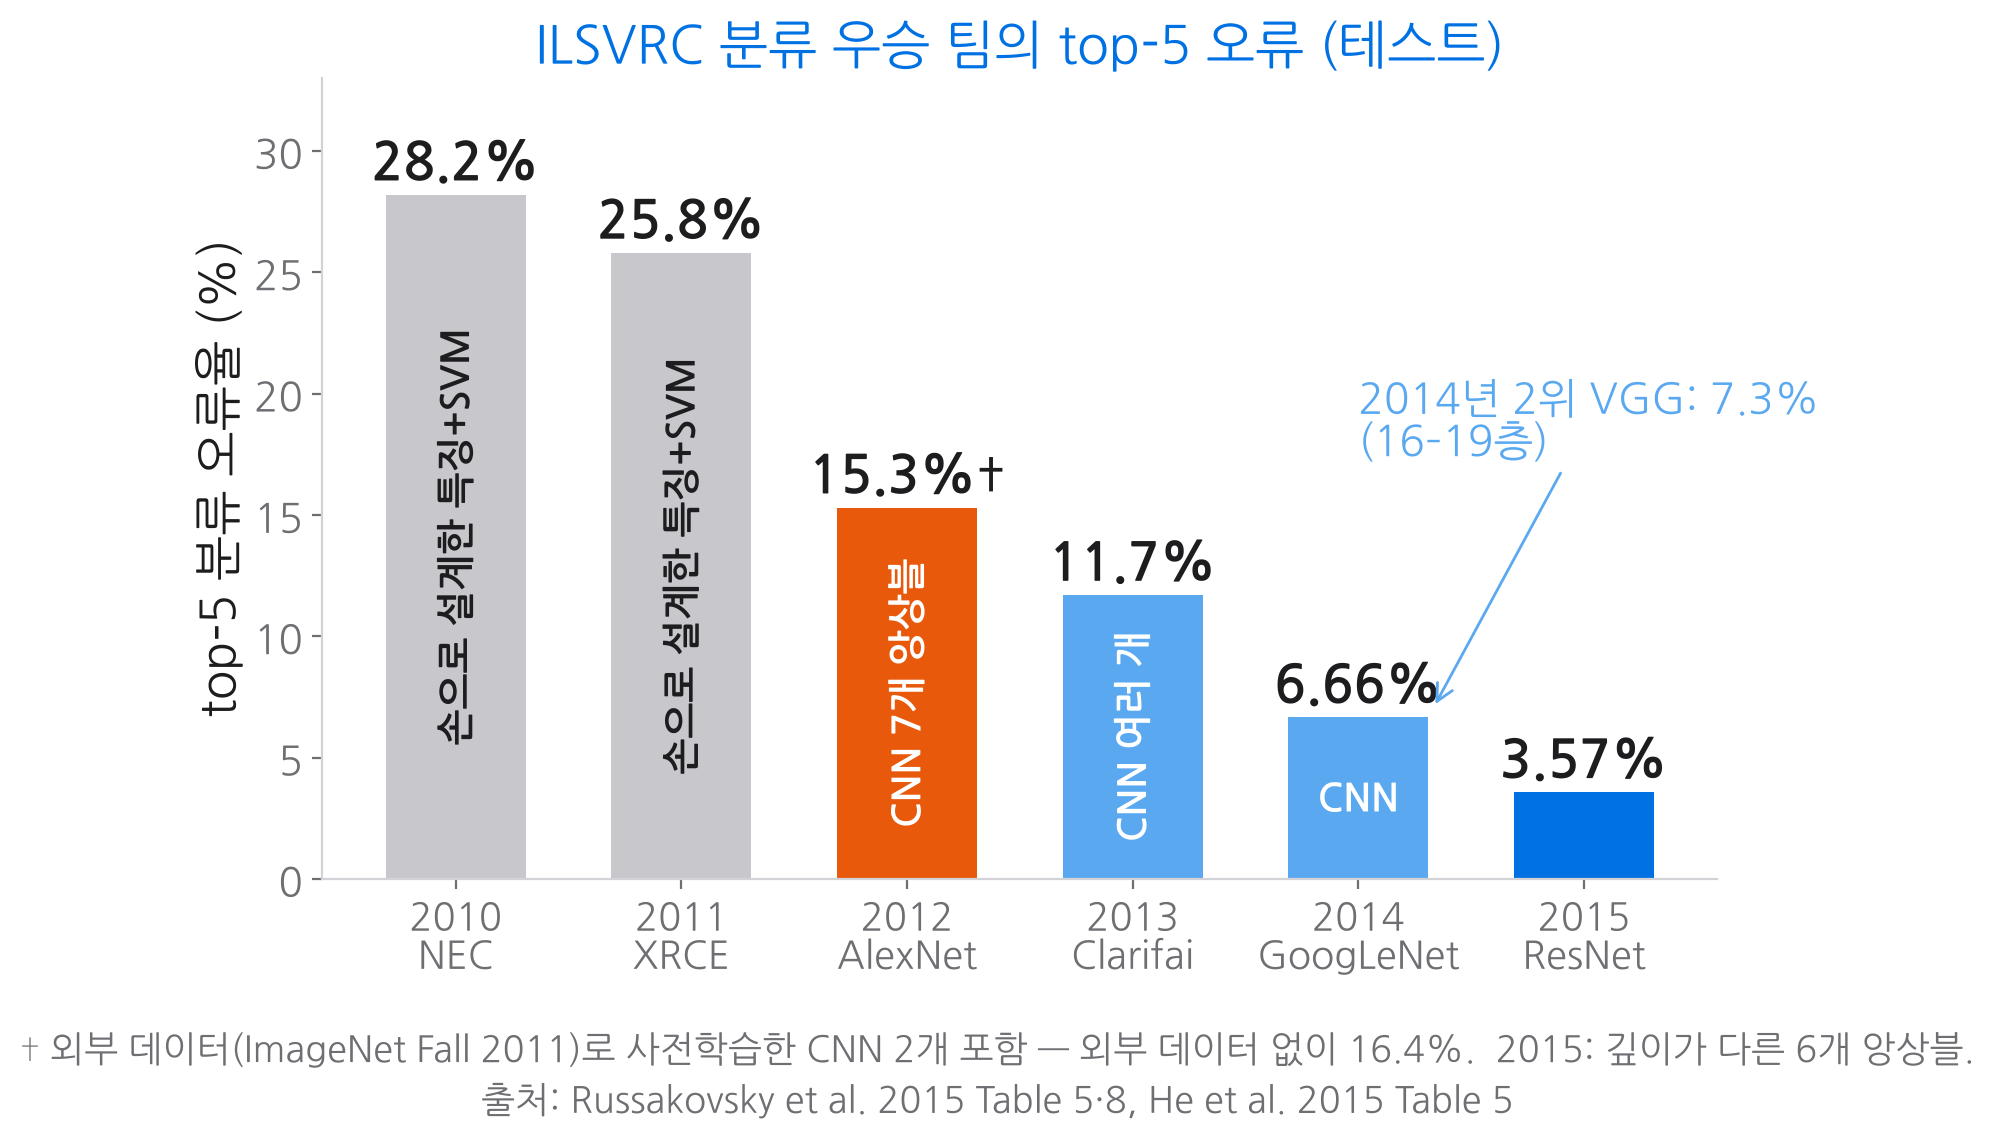 ILSVRC 분류 우승 팀의 top-5 오류 (테스트)
top-5 분류 오류율 (%)
30
25
20
15
10
5
0
28.2%
손으로 설계한 특징+SVM
25.8%
손으로 설계한 특징+SVM
15.3%†
CNN 7개 앙상블
11.7%
CNN 여러 개
6.66%
CNN
3.57%
2014년 2위 VGG: 7.3%
(16-19층)
2010
NEC
2011
XRCE
2012
AlexNet
2013
Clarifai
2014
GoogLeNet
2015
ResNet
† 외부 데이터(ImageNet Fall 2011)로 사전학습한 CNN 2개 포함 — 외부 데이터 없이 16.4%. 2015: 깊이가 다른 6개 앙상블.
출처: Russakovsky et al. 2015 Table 5·8, He et al. 2015 Table 5